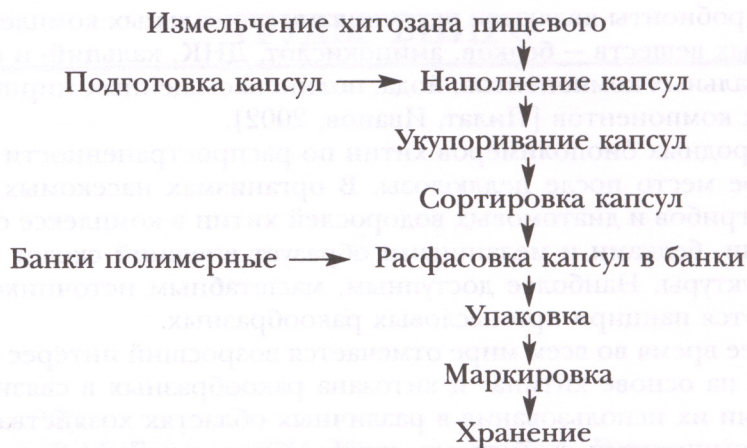 Измельчение хитозана пищевого
Подготовка капсул Наполнение капсул
Укупоривание капсул
Сортировка капсул
Банки полимерные Расфасовка капсул в банки
Упаковка
Маркировка
Хранение